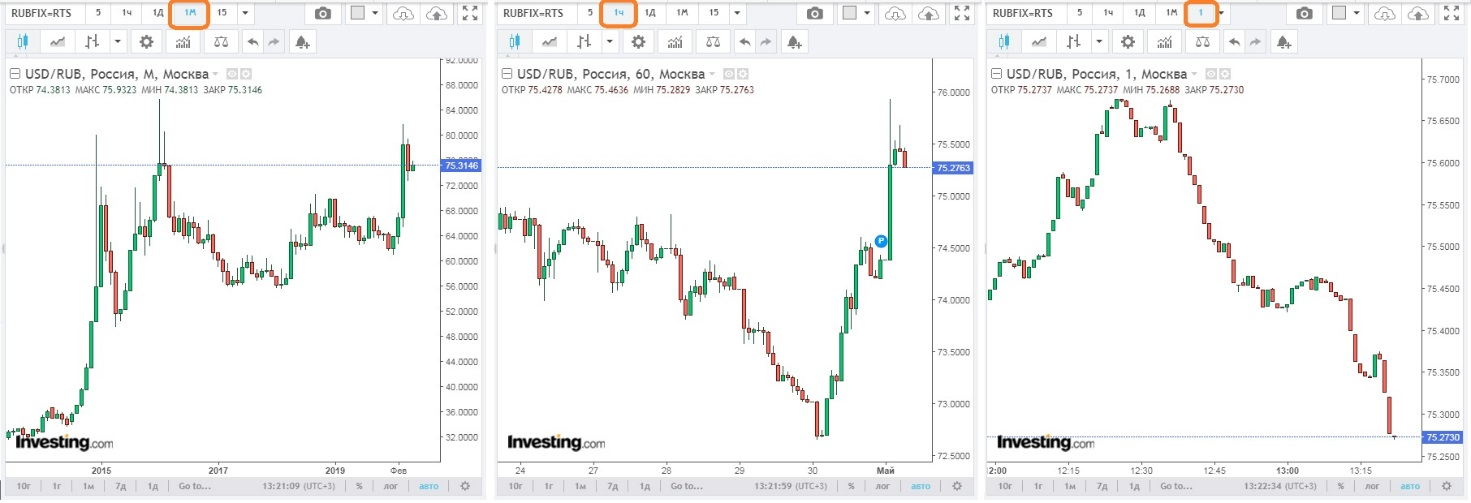 RUBFIX=RTS 5 1ч 1Д 1М 15
USD/RUB, Россия, М, Москва
ОТКР 74.3813 МАКС 75.9323 МИН 74.3813 ЗАКР 75.3146
92.0000
88.0000
84.0000
80.0000
75.3146
72.0000
68.0000
64.0000
60.0000
56.0000
52.0000
48.0000
44.0000
40.0000
36.0000
32.0000
Investing.com
2015 2017 2019 Фев
10г 1г 1м 7д 1д Go to... 13:21:09 (UTC+3) % лог авто
RUBFIX=RTS 5 1ч 1Д 1М 15
USD/RUB, Россия, 60, Москва
ОТКР 75.4278 МАКС 75.4636 МИН 75.2829 ЗАКР 75.2763
76.0000
75.5000
75.2763
75.0000
74.5000
74.0000
73.5000
73.0000
72.5000
P
Investing.com
24 27 28 29 30 Май
10г 1г 1м 7д 1д Go to... 13:21:59 (UTC+3) % лог авто
RUBFIX=RTS 5 1ч 1Д 1М 1
USD/RUB, Россия, 1, Москва
ОТКР 75.2737 МАКС 75.2737 МИН 75.2688 ЗАКР 75.2730
75.7000
75.6500
75.6000
75.5500
75.5000
75.4500
75.4000
75.3500
75.3000
75.2730
75.2500
Investing.com
2:00 12:15 12:30 12:45 13:00 13:15
10г 1г 1м 7д 1д Go to... 13:22:34 (UTC+3) % лог авто